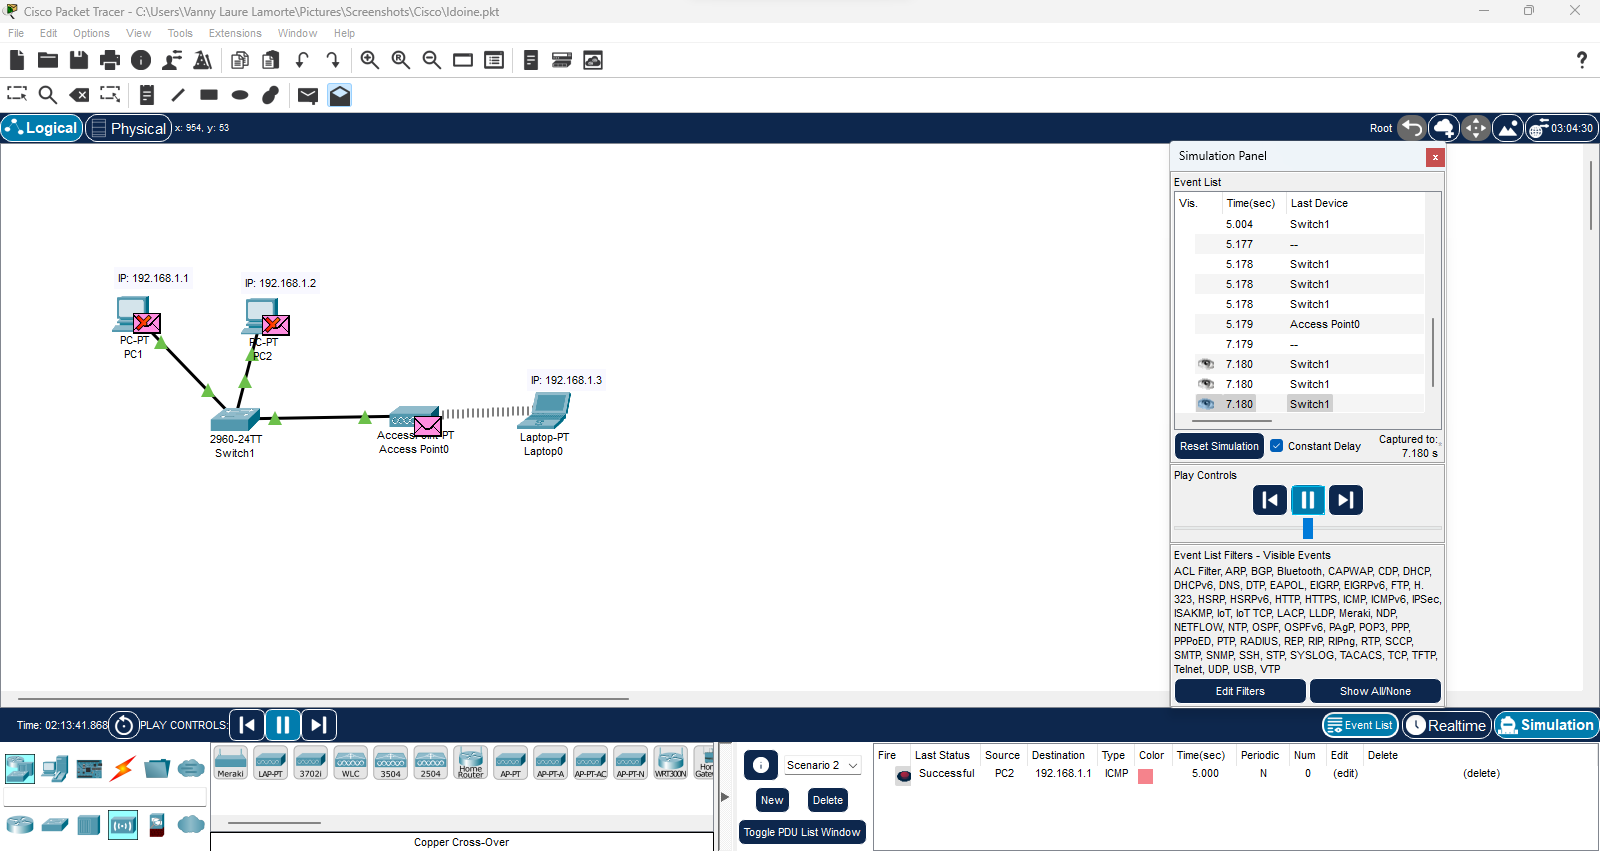 Cisco Packet Tracer - C:\Users\Vanny Laure Lamorte\Pictures\Screenshots\Cisco\Idoine.pkt
File Edit Options View Tools Extensions Window Help
Logical Physical x: 954, y: 53 Root 03:04:30
Simulation Panel
x
Event List
Vis. Time(sec) Last Device
5.004 Switch1
5.177 --
5.178 Switch1
5.178 Switch1
5.178 Switch1
5.179 Access Point0
7.179 --
7.180 Switch1
7.180 Switch1
7.180 Switch1
Reset Simulation Constant Delay Captured to:
7.180 s
Play Controls
Event List Filters - Visible Events
ACL Filter, ARP, BGP, Bluetooth, CAPWAP, CDP, DHCP,
DHCPv6, DNS, DTP, EAPOL, EIGRP, EIGRPv6, FTP, H.
323, HSRP, HSRPv6, HTTP, HTTPS, ICMP, ICMPv6, IPSec,
ISAKMP, IoT, IoT TCP, LACP, LLDP, Meraki, NDP,
NETFLOW, NTP, OSPF, OSPFv6, PAgP, POP3, PPP,
PPPoED, PTP, RADIUS, REP, RIP, RIPng, RTP, SCCP,
SMTP, SNMP, SSH, STP, SYSLOG, TACACS, TCP, TFTP,
Telnet, UDP, USB, VTP
Edit Filters Show All/None
IP: 192.168.1.1
IP: 192.168.1.2
PC-PT
PC1
PC-PT
PC2
IP: 192.168.1.3
2960-24TT
Switch1
AccessPoint-PT
Access Point0
Laptop-PT
Laptop0
Time: 02:13:41.868 PLAY CONTROLS: Event List Realtime Simulation
Meraki LAP-PT 3702i WLC 3504 2504 Home Router AP-PT AP-PT-A AP-PT-AC AP-PT-N WRT300N Hom Gatew
Copper Cross-Over
Scenario 2
New Delete
Toggle PDU List Window
Fire Last Status Source Destination Type Color Time(sec) Periodic Num Edit Delete
Successful PC2 192.168.1.1 ICMP 5.000 N 0 (edit) (delete)